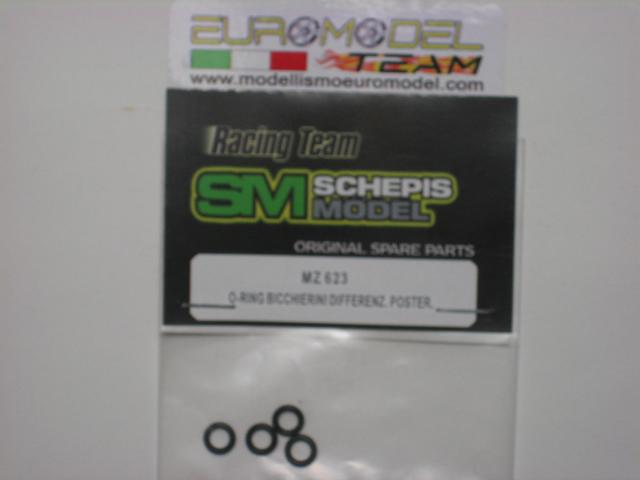 EUROMODEL
TEAM
www.modellismoeuromodel.com
Racing Team
SM SCHEPIS
MODEL
ORIGINAL SPARE PARTS
MZ 623
O-RING BICCHIERINI DIFFERENZ. POSTER.